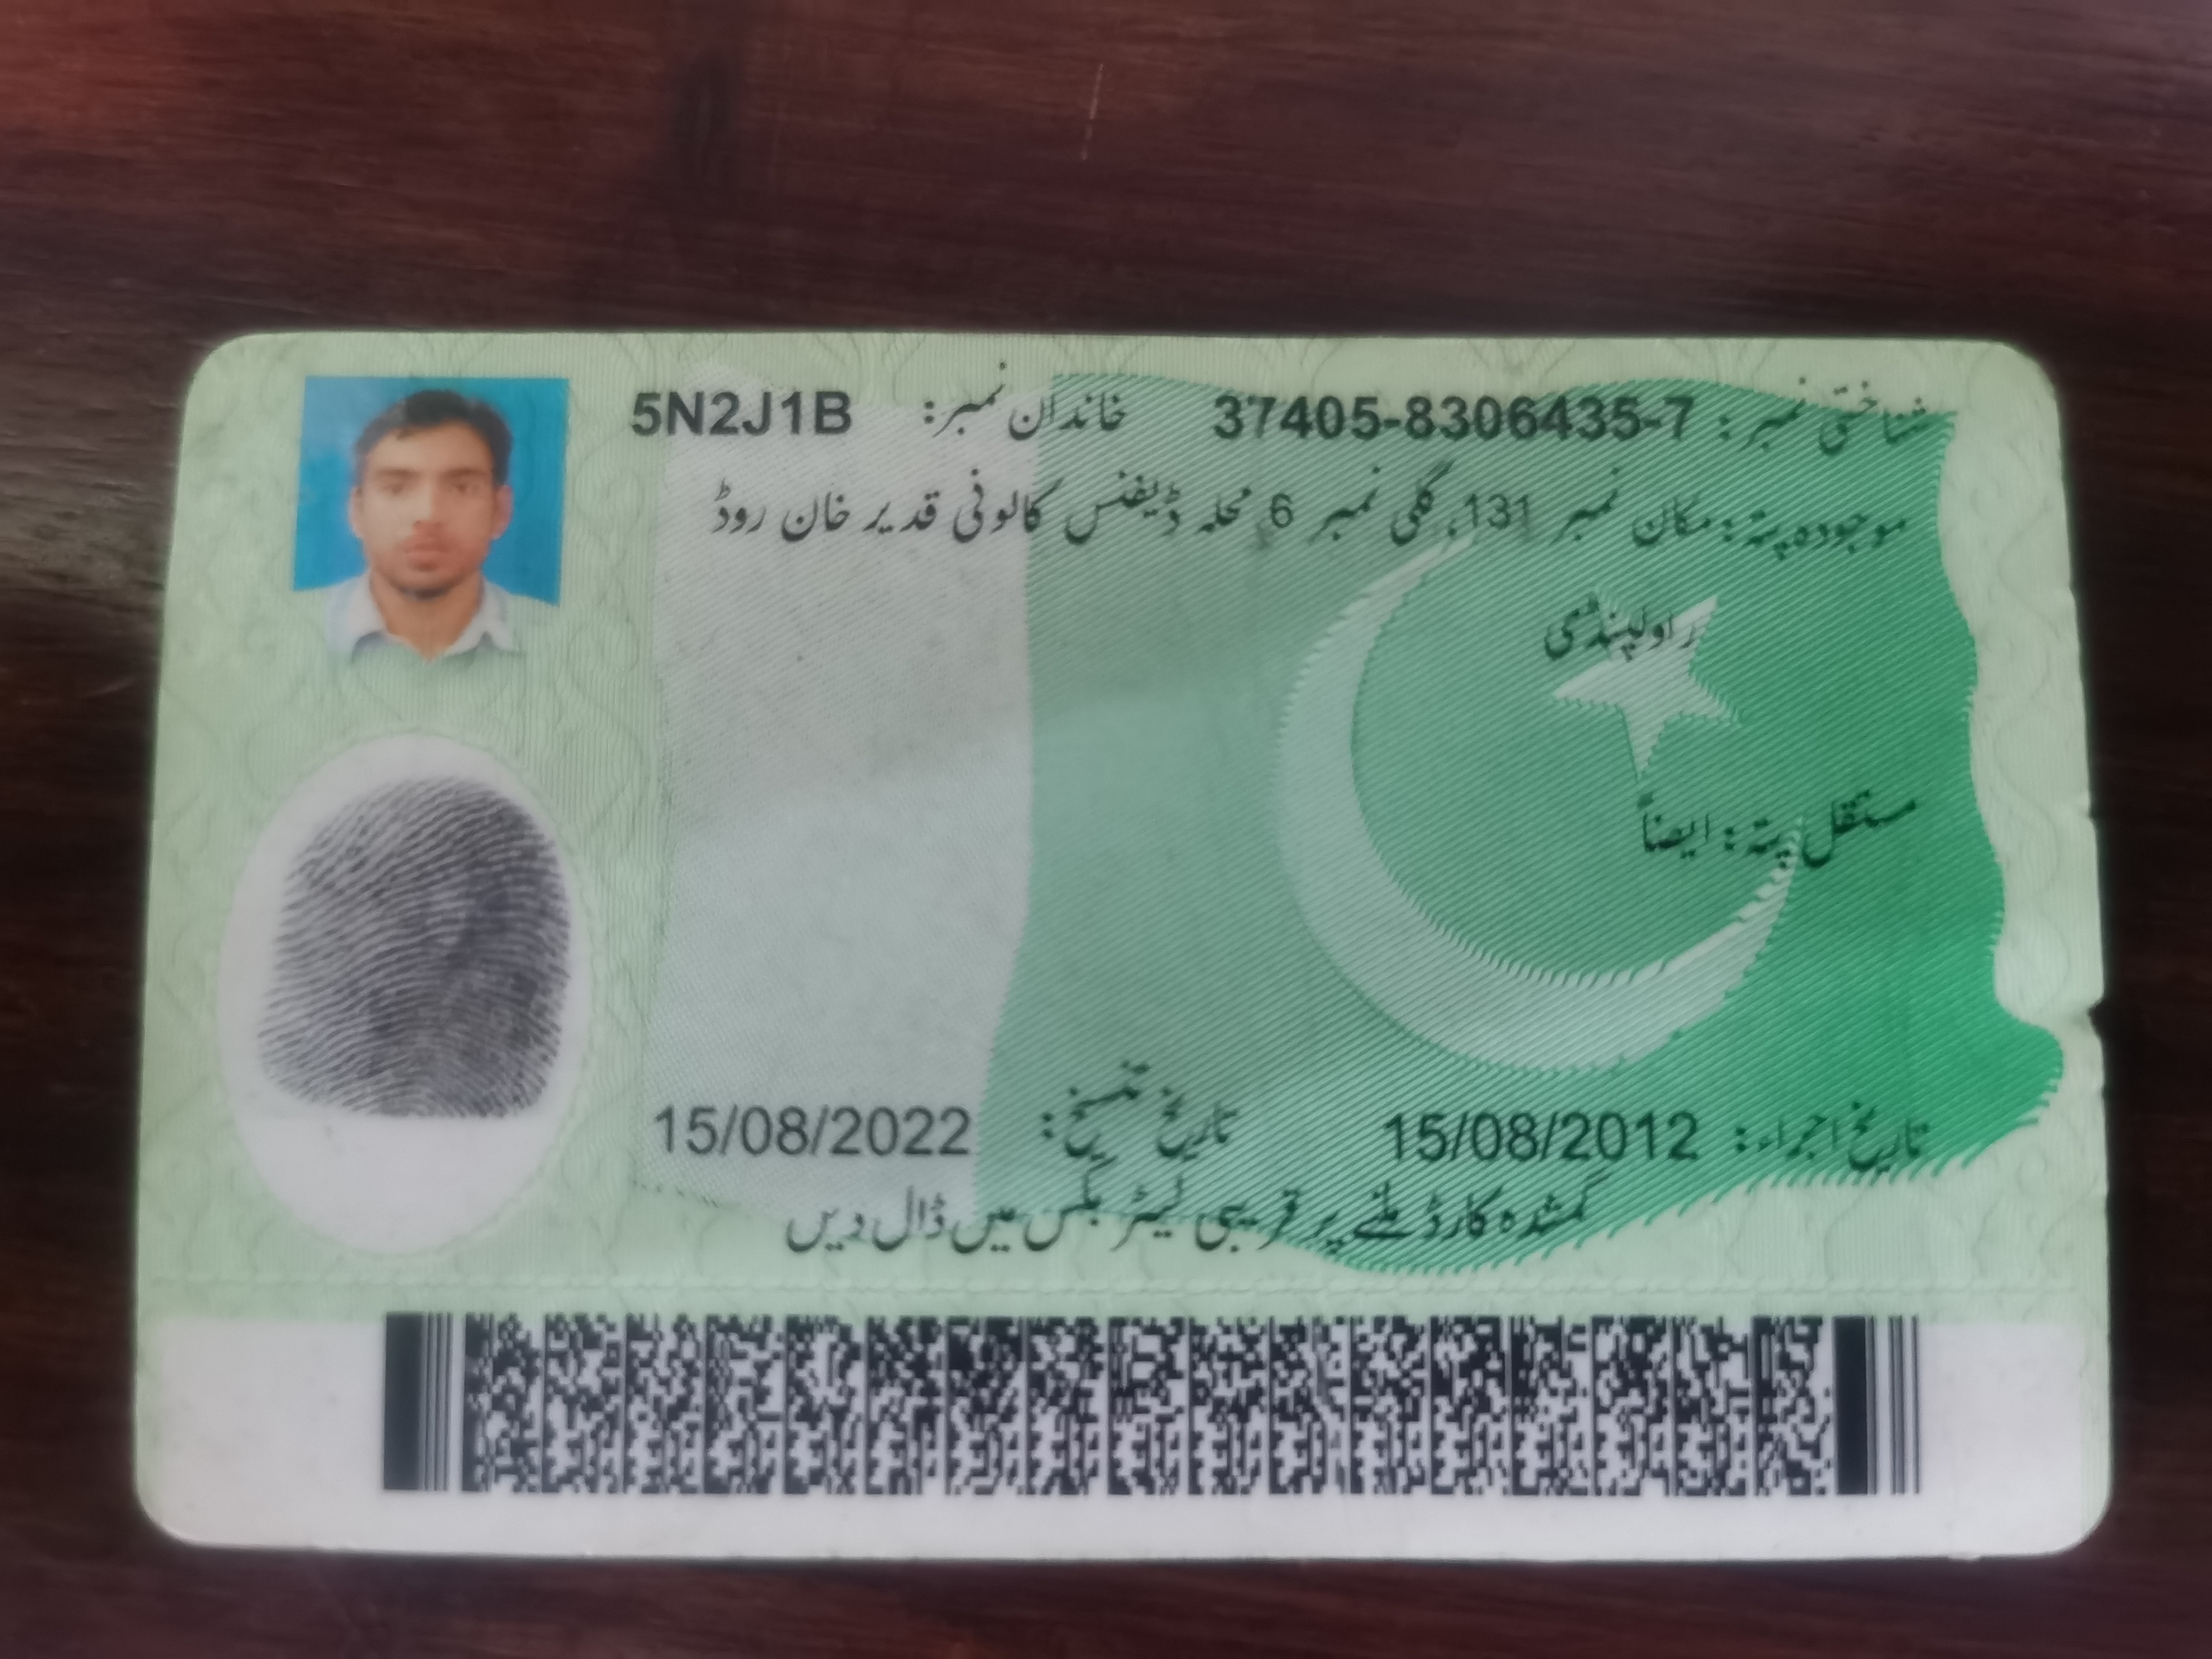 شناختی نمبر: 37405-8306435-7 خاندان نمبر: 5N2J1B
موجودہ پتہ: مکان نمبر 131، گلی نمبر 6، محلہ ڈیفنس کالونی قدیر خان روڈ
راولپنڈی
مستقل پتہ: ایضاً
تاریخ اجراء: 15/08/2012 تاریخ تنسیخ: 15/08/2022
گمشدہ کارڈ ملنے پر قریبی لیٹر بکس میں ڈال دیں